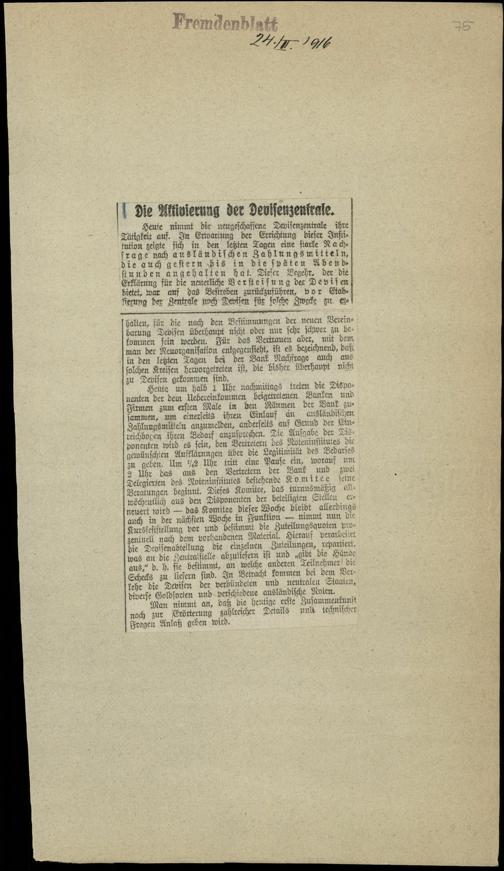 Fremdenblatt
24./II. 1916
75
Die Aktivierung der Devisenzentrale.
Heute nimmt die neugeschaffene Devisenzentrale ihre
Tätigkeit auf. In Erwartung der Errichtung dieser Insti-
tution zeigte sich in den letzten Tagen eine starke Nach-
frage nach ausländischen Zahlungsmitteln,
die auch gestern bis in die späten Abend-
stunden angehalten hat. Dieser Begehr, der die
Erklärung für die neuerliche Versteifung der Devisen
bietet, war auf das Bestreben zurückzuführen, vor Etab-
lierung der Zentrale noch Devisen für solche Zwecke zu er-
halten, für die nach den Bestimmungen der neuen Verein-
barung Devisen überhaupt nicht oder nur sehr schwer zu be-
kommen sein werden. Für das Vertrauen aber, mit dem
man der Neuorganisation entgegensieht, ist es bezeichnend, daß
in den letzten Tagen bei der Bank Nachfrage auch aus
solchen Kreisen hervorgetreten ist, die bisher überhaupt nicht
zu Devisen gekommen sind.
Heute um halb 1 Uhr nachmittags treten die Dispo-
nenten der dem Uebereinkommen beigetretenen Banken und
Firmen zum ersten Male in den Räumen der Bank zu-
sammen, um einerseits ihren Einlauf an ausländischen
Zahlungsmitteln anzumelden, anderseits auf Grund der Ein-
reichbogen ihren Bedarf anzusprechen. Die Aufgabe der Dis-
ponenten wird es sein, den Vertretern des Noteninstitutes die
gewünschten Aufklärungen über die Legitimität des Bedarfes
zu geben. Um ½2 Uhr tritt eine Pause ein, worauf um
2 Uhr das aus den Vertretern der Bank und zwei
Delegierten des Noteninstitutes bestehende Komitee seine
Beratungen beginnt. Dieses Komitee, das turnusmäßig all-
wöchentlich aus den Disponenten der beteiligten Stellen er-
neuert wird — das Komitee dieser Woche bleibt allerdings
auch in der nächsten Woche in Funktion — nimmt nun die
Kursfeststellung vor und bestimmt die Zuteilungsquoten pro-
zentuell nach dem vorhandenen Material. Hierauf verarbeitet
die Devisenabteilung die einzelnen Zuteilungen, repartiert,
was an die Zentralstelle abzuliefern ist und „gibt die Hände
aus," d. h. sie bestimmt, an welche anderen Teilnehmer die
Schecks zu liefern sind. In Betracht kommen bei dem Ver-
kehr die Devisen der verbündeten und neutralen Staaten,
diverse Goldsorten und verschiedene ausländische Noten.
Man nimmt an, daß die heutige erste Zusammenkunft
noch zur Erörterung zahlreicher Details und technischer
Fragen Anlaß geben wird.